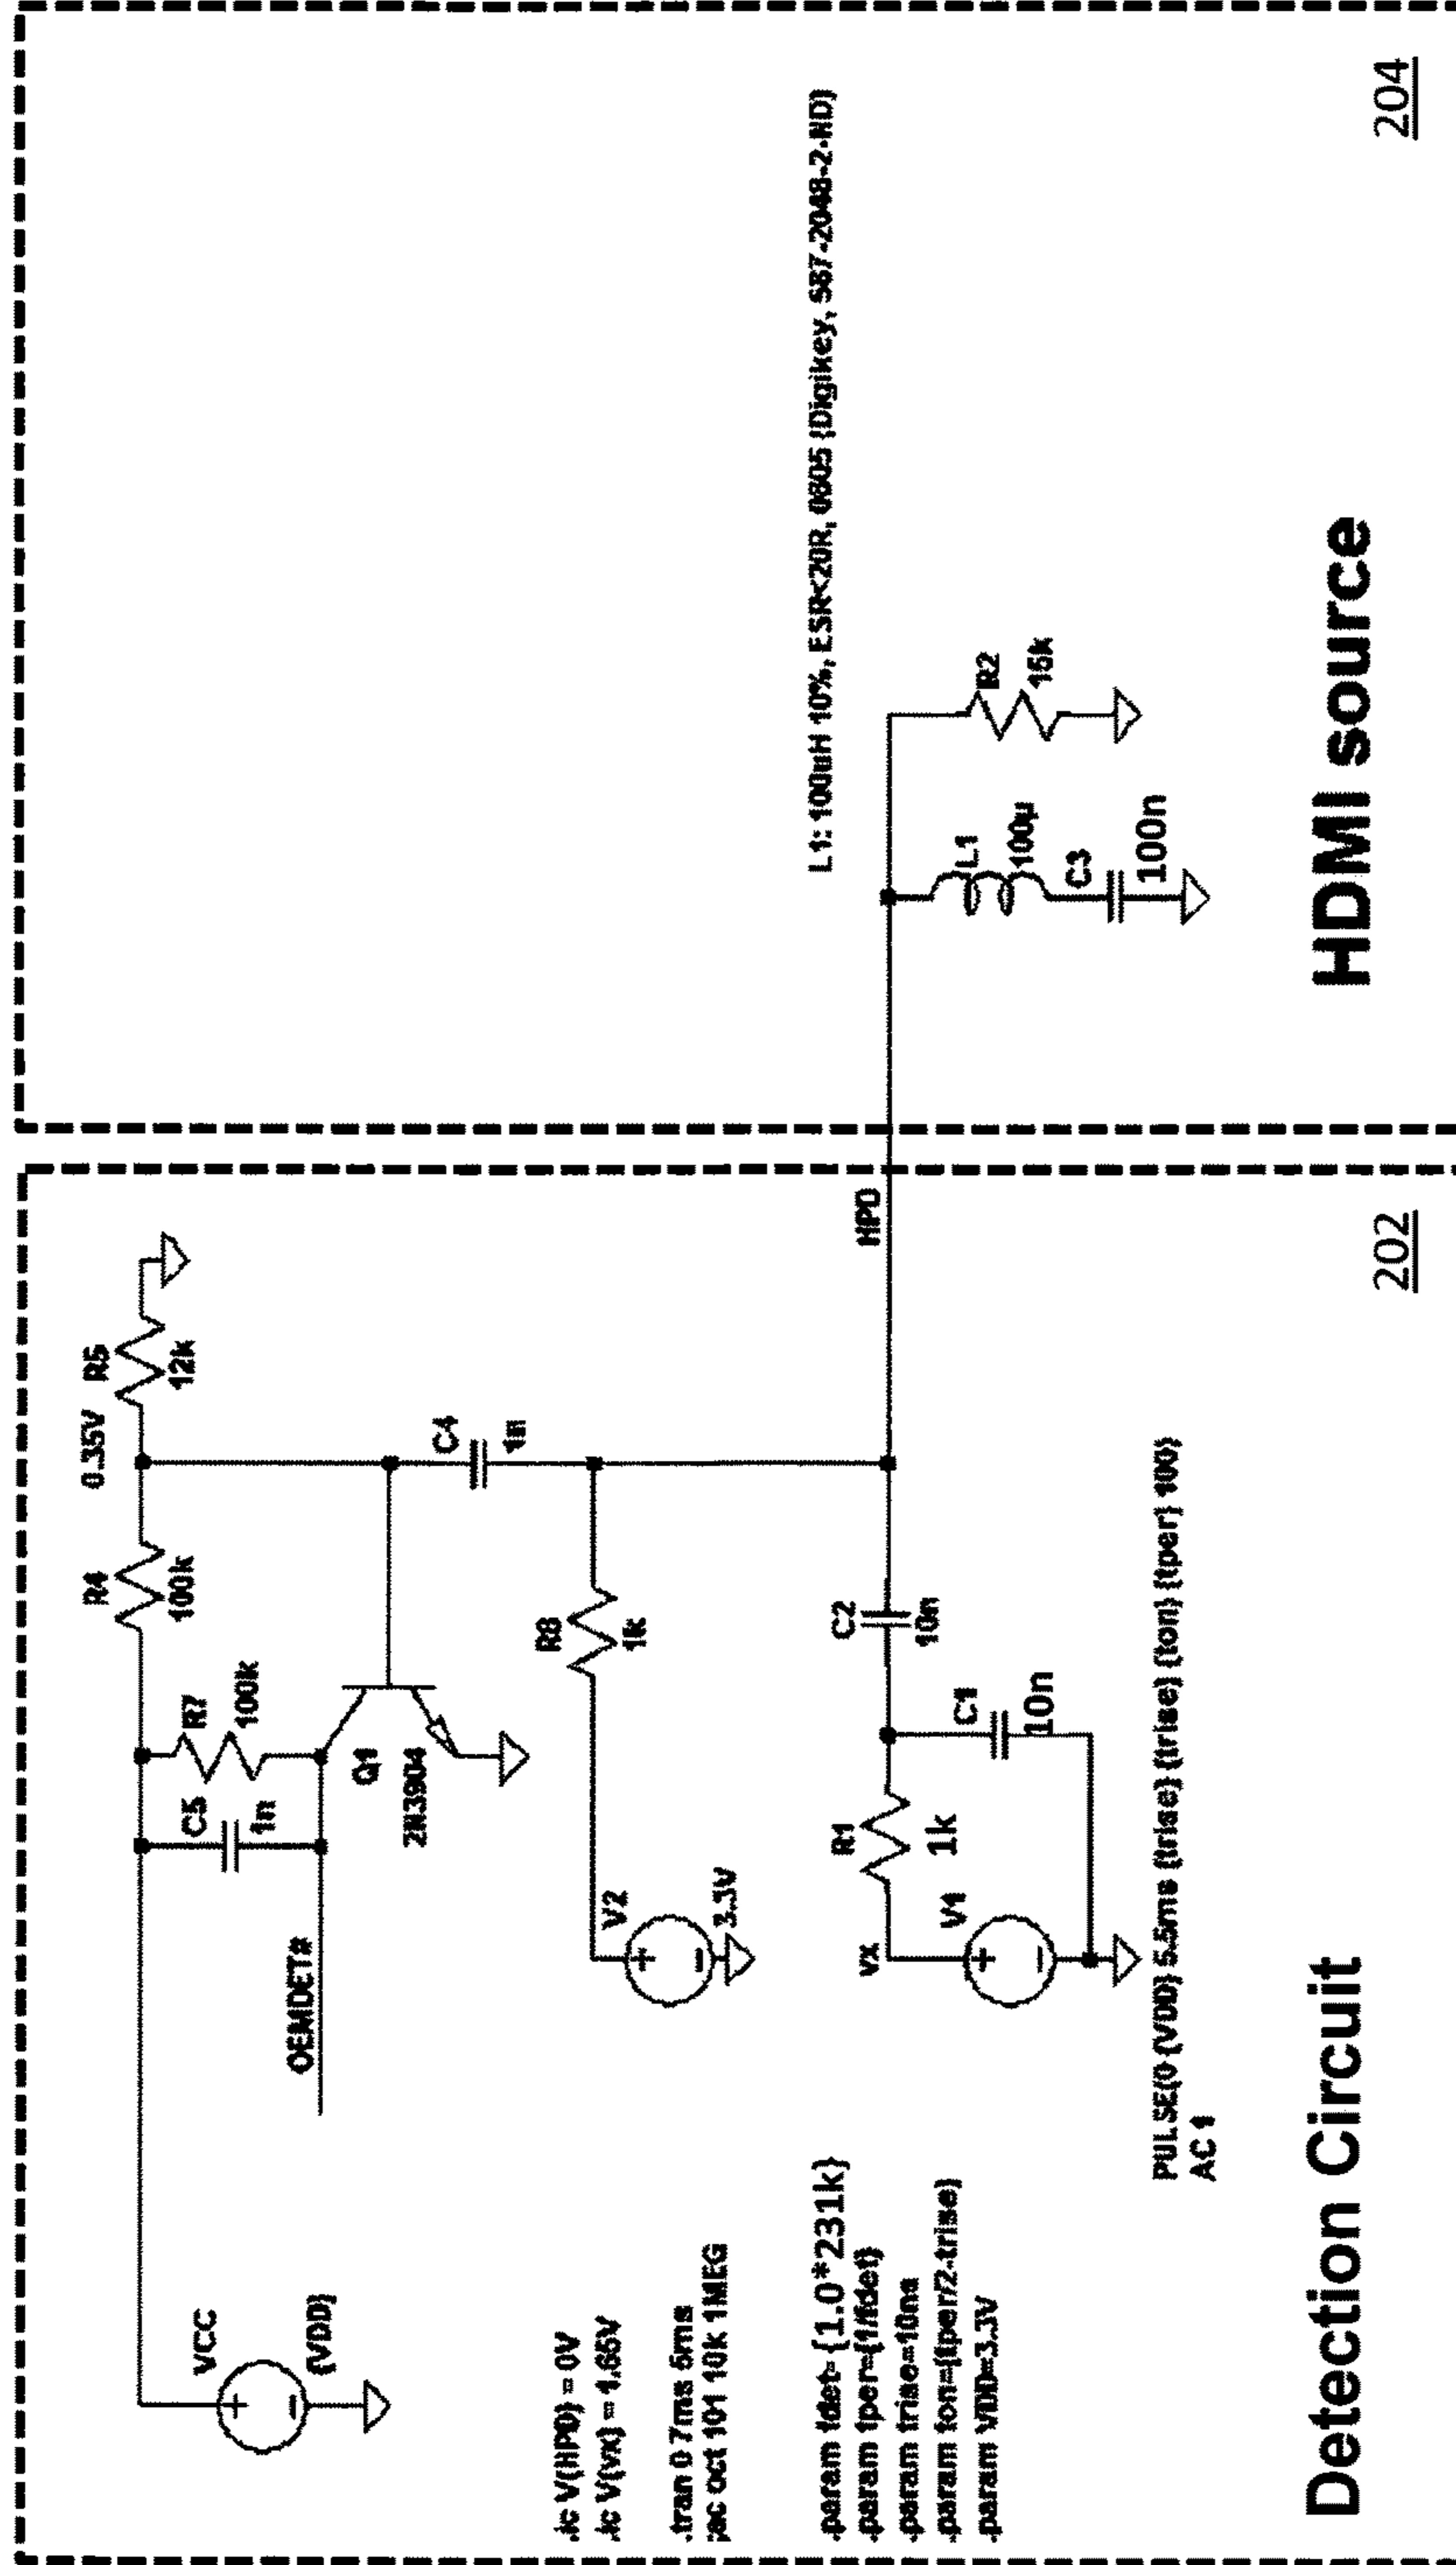 VCC
{VDD}
OEMDET#
C5
1n
R7
100k
R4
100k
0.35V
R5
12k
Q1
2N3904
C4
1n
R8
1k
V2
3.3V
.ic V(HPD) = 0V
.ic V(vx) = 1.65V
.tran 0 7ms 5ms
;ac oct 101 10k 1MEG
.param fdet={1.0*231k}
.param tper={1/fdet}
.param trise=10ns
.param ton={tper/2-trise}
.param VDD=3.3V
vx
V1
R1
1k
C1
10n
C2
10n
HPD
PULSE(0 {VDD} 5.5ms {trise} {trise} {ton} {tper} 100)
AC 1
Detection Circuit
202
L1: 100uH 10%, ESR<20R, 0805 (Digikey, 587-2048-2-ND)
L1
100µ
C3
100n
R2
15k
HDMI source
204